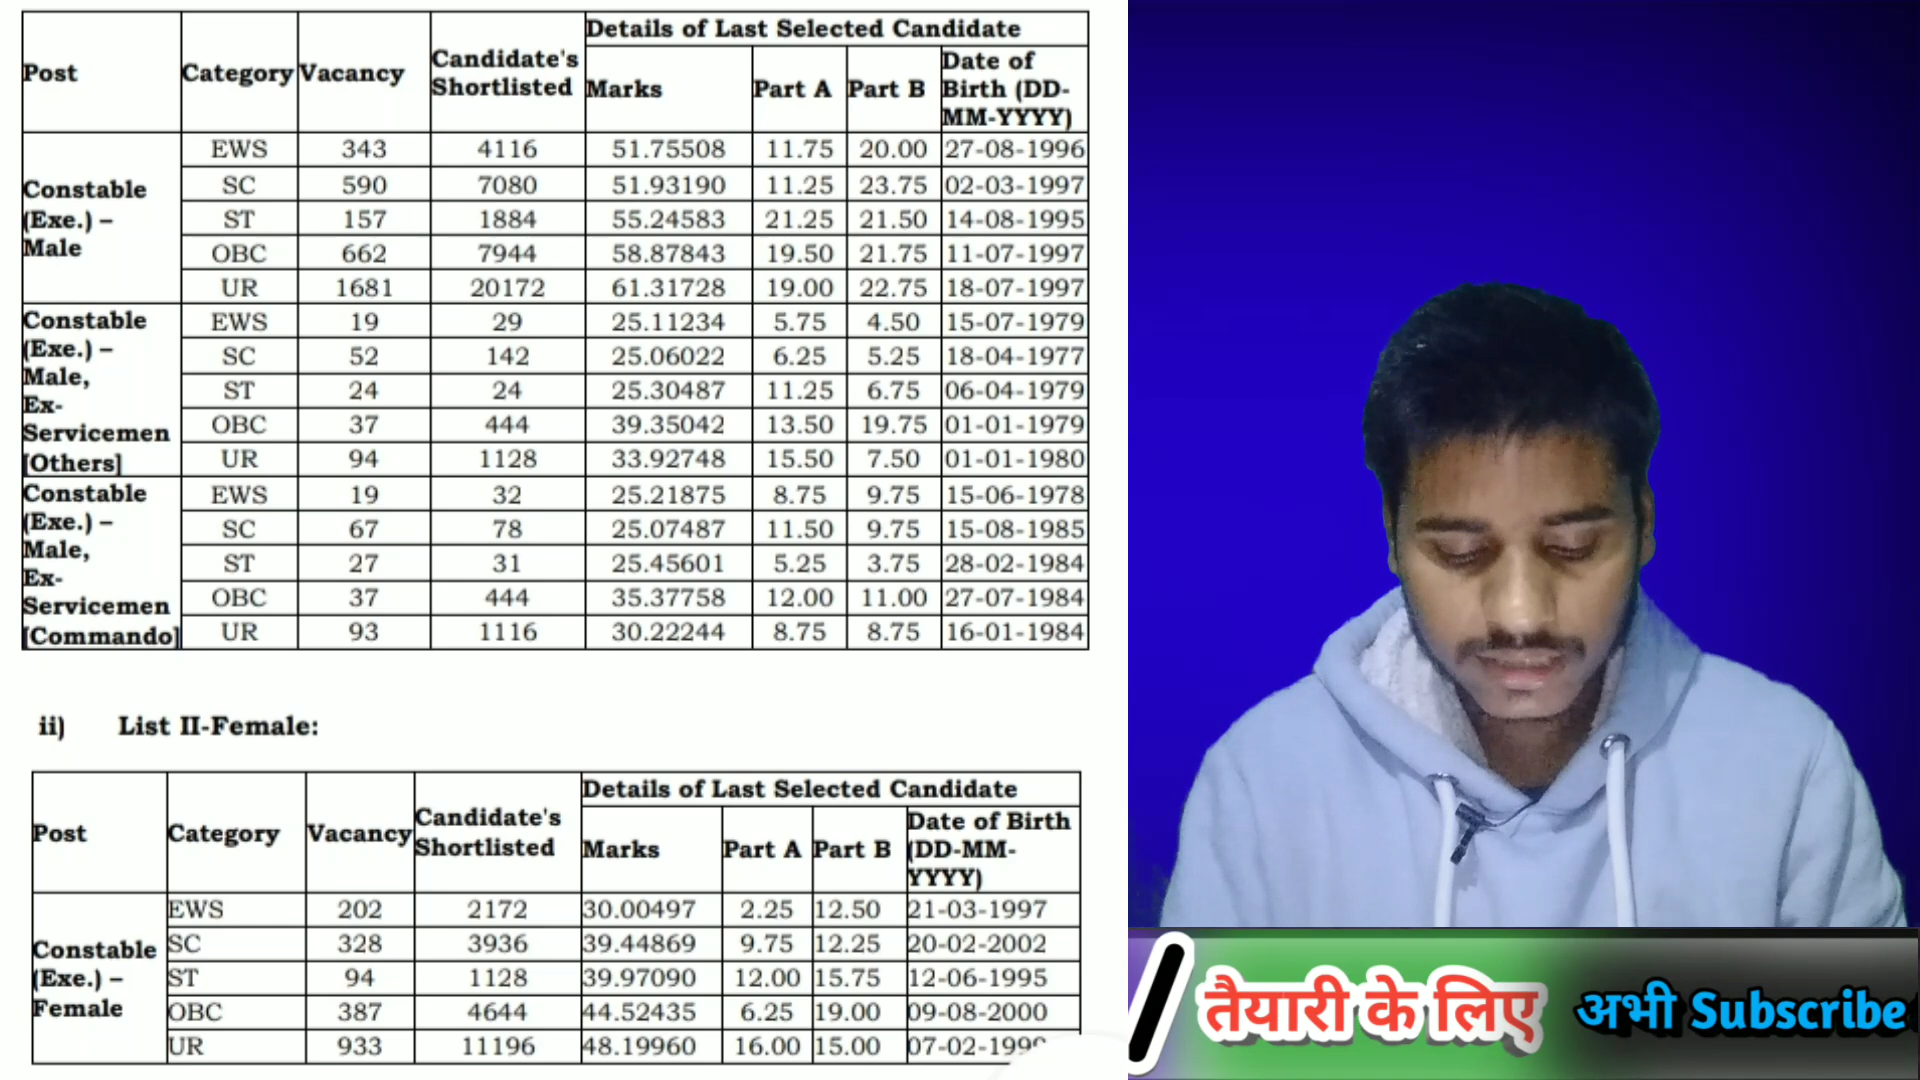 Post Category Vacancy Candidate's Shortlisted Details of Last Selected Candidate
Marks Part A Part B Date of Birth (DD-MM-YYYY)
Constable (Exe.) – Male
EWS 343 4116 51.75508 11.75 20.00 27-08-1996
SC 590 7080 51.93190 11.25 23.75 02-03-1997
ST 157 1884 55.24583 21.25 21.50 14-08-1995
OBC 662 7944 58.87843 19.50 21.75 11-07-1997
UR 1681 20172 61.31728 19.00 22.75 18-07-1997
Constable (Exe.) – Male, Ex-Servicemen [Others]
EWS 19 29 25.11234 5.75 4.50 15-07-1979
SC 52 142 25.06022 6.25 5.25 18-04-1977
ST 24 24 25.30487 11.25 6.75 06-04-1979
OBC 37 444 39.35042 13.50 19.75 01-01-1979
UR 94 1128 33.92748 15.50 7.50 01-01-1980
Constable (Exe.) – Male, Ex-Servicemen [Commando]
EWS 19 32 25.21875 8.75 9.75 15-06-1978
SC 67 78 25.07487 11.50 9.75 15-08-1985
ST 27 31 25.45601 5.25 3.75 28-02-1984
OBC 37 444 35.37758 12.00 11.00 27-07-1984
UR 93 1116 30.22244 8.75 8.75 16-01-1984
ii) List II-Female:
Post Category Vacancy Candidate's Shortlisted Details of Last Selected Candidate
Marks Part A Part B Date of Birth (DD-MM-YYYY)
Constable (Exe.) – Female
EWS 202 2172 30.00497 2.25 12.50 21-03-1997
SC 328 3936 39.44869 9.75 12.25 20-02-2002
ST 94 1128 39.97090 12.00 15.75 12-06-1995
OBC 387 4644 44.52435 6.25 19.00 09-08-2000
UR 933 11196 48.19960 16.00 15.00 07-02-1999
तैयारी के लिए अभी Subscribe